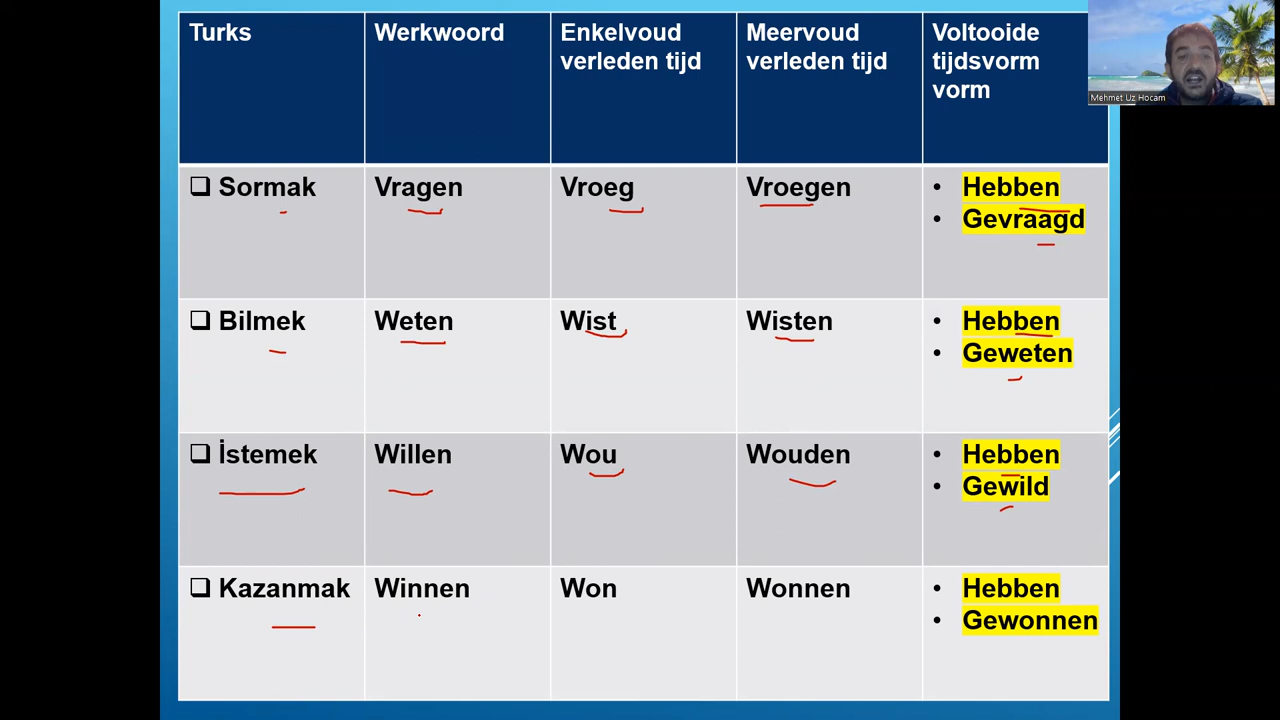 Turks
Werkwoord
Enkelvoud
verleden tijd
Meervoud
verleden tijd
Voltooide
tijdsvorm
vorm
Mehmet Uz Hocam
❑ Sormak
Vragen
Vroeg
Vroegen
• Hebben
• Gevraagd
❑ Bilmek
Weten
Wist
Wisten
• Hebben
• Geweten
❑ İstemek
Willen
Wou
Wouden
• Hebben
• Gewild
❑ Kazanmak
Winnen
Won
Wonnen
• Hebben
• Gewonnen